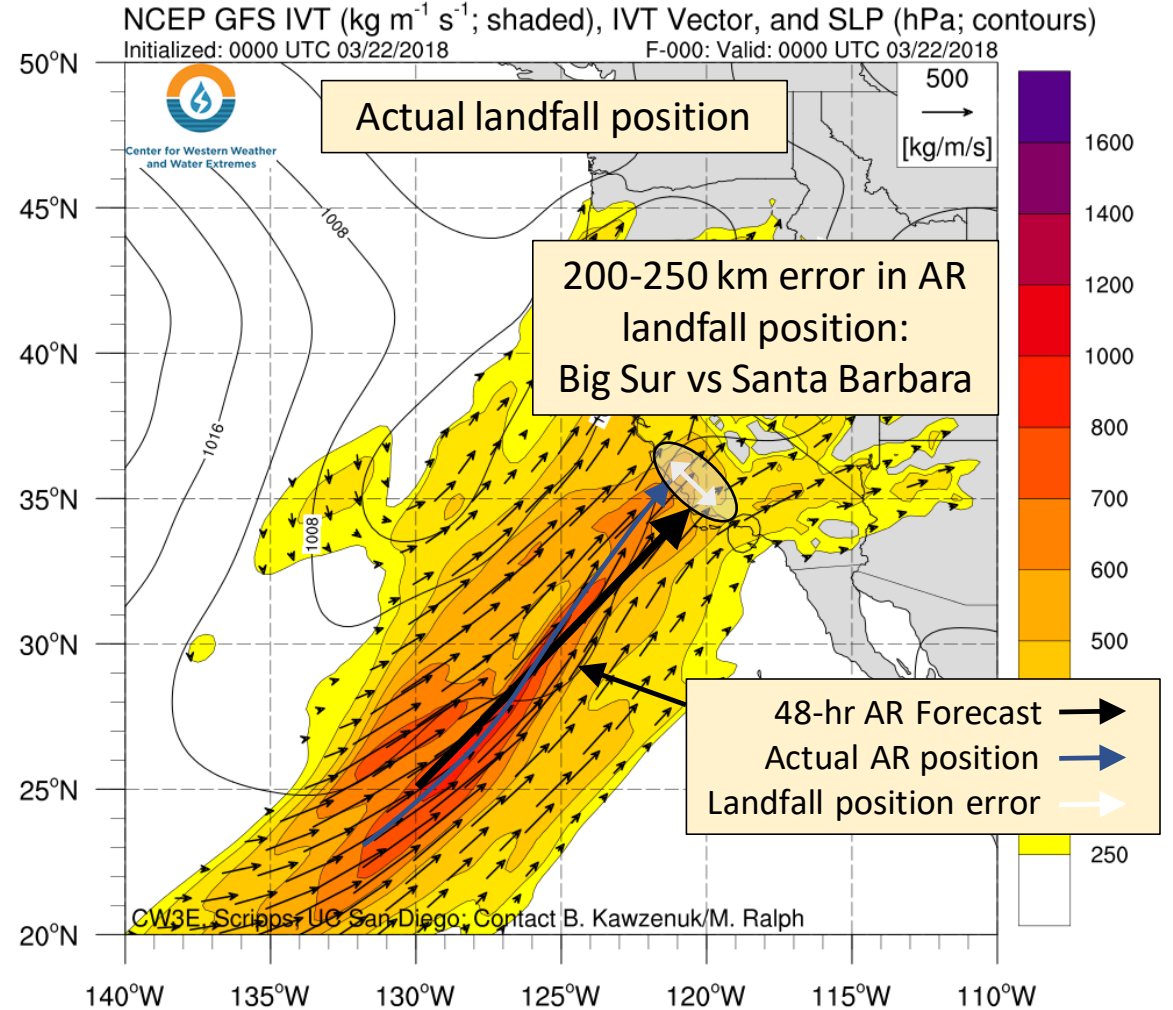 NCEP GFS IVT (kg m⁻¹ s⁻¹; shaded), IVT Vector, and SLP (hPa; contours)
Initialized: 0000 UTC 03/22/2018 F-000: Valid: 0000 UTC 03/22/2018
50°N
Center for Western Weather
and Water Extremes
Actual landfall position
500
[kg/m/s]
1600
1400
1200
1000
800
700
600
500
250
45°N
1008
200-250 km error in AR
landfall position:
Big Sur vs Santa Barbara
40°N
1016
35°N
1008
30°N
48-hr AR Forecast
Actual AR position
Landfall position error
25°N
CW3E, Scripps, UC San Diego; Contact B. Kawzenuk/M. Ralph
20°N
140°W 135°W 130°W 125°W 120°W 115°W 110°W